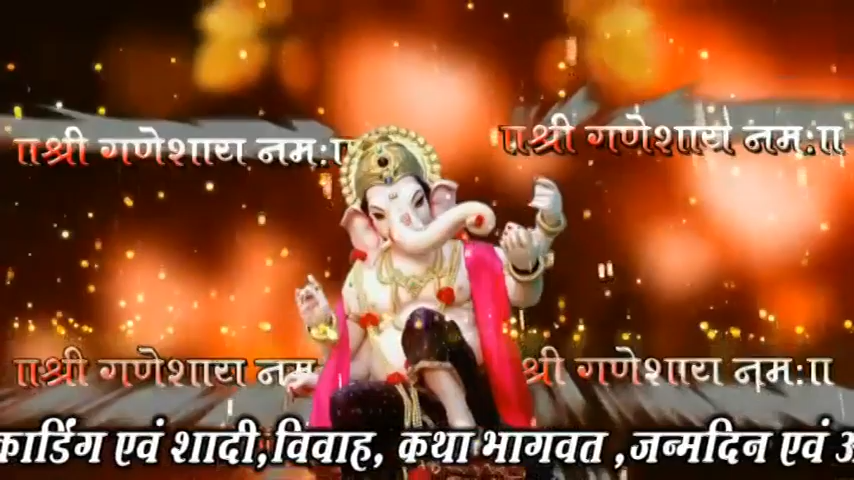 ॥श्री गणेशाय नमः॥
॥श्री गणेशाय नमः॥
॥श्री गणेशाय नम
श्री गणेशाय नमः॥
कार्डिंग एवं शादी,विवाह, कथा भागवत ,जन्मदिन एवं